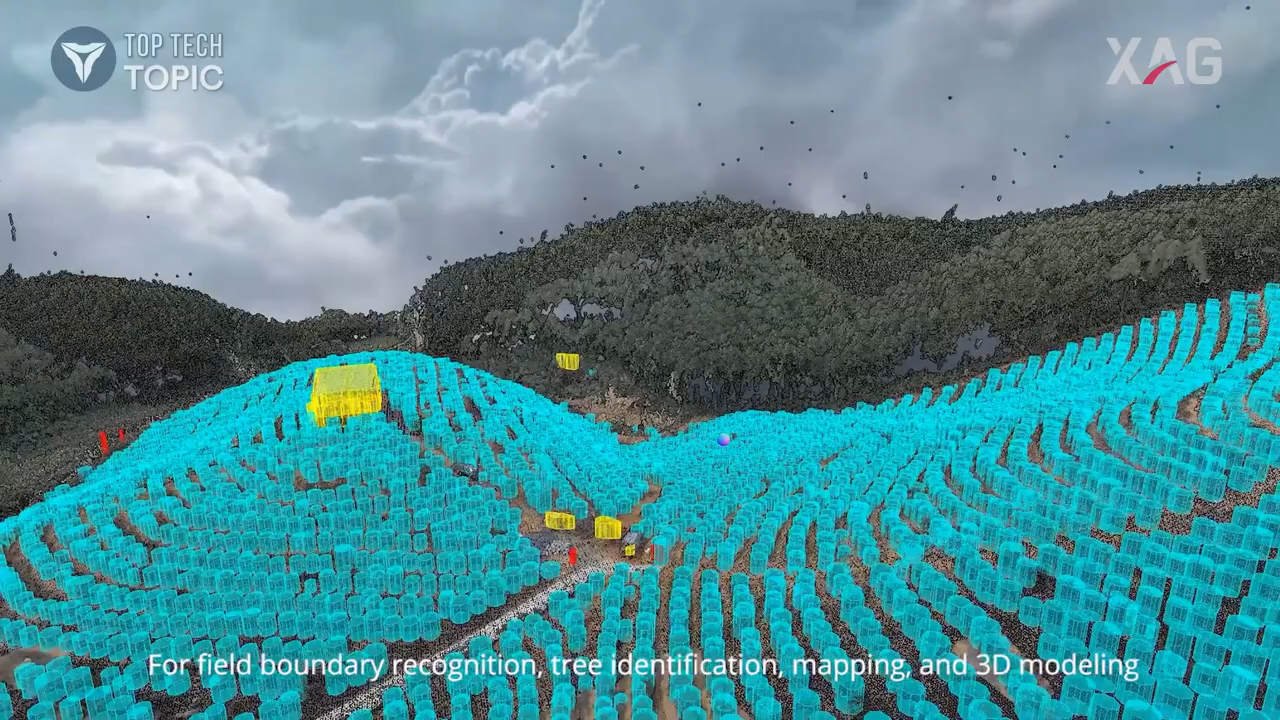 TOP TECH
TOPIC
XAG
For field boundary recognition, tree identification, mapping, and 3D modeling